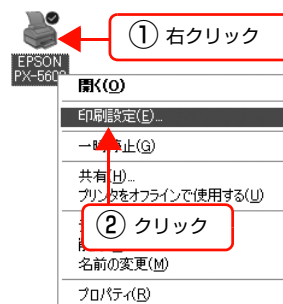 ① 右クリック
EPSON
PX-560
開く(O)
印刷設定(E)...
一時停止(G)
共有(H)...
プリンタをオフラインで使用する(U)
② クリック
名前の変更(M)
プロパティ(R)